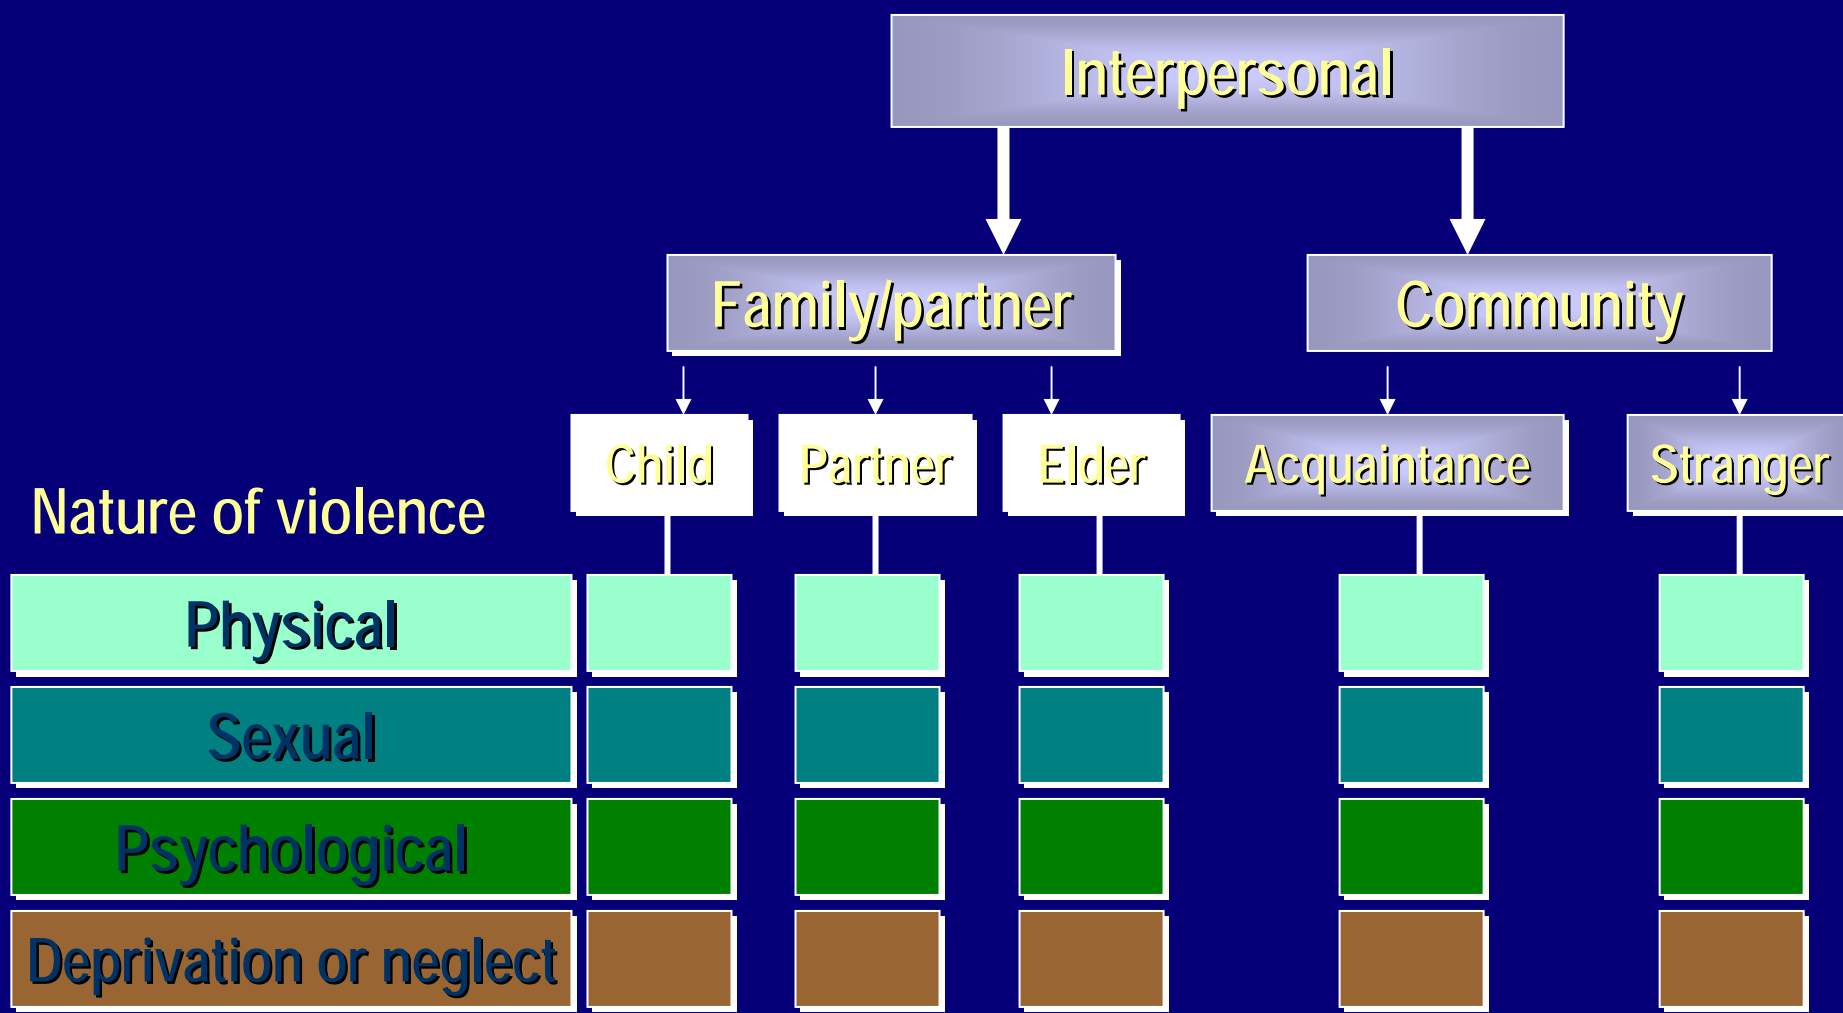 Interpersonal
Family/partner
Community
Child
Partner
Elder
Acquaintance
Stranger
Nature of violence
Physical
Sexual
Psychological
Deprivation or neglect